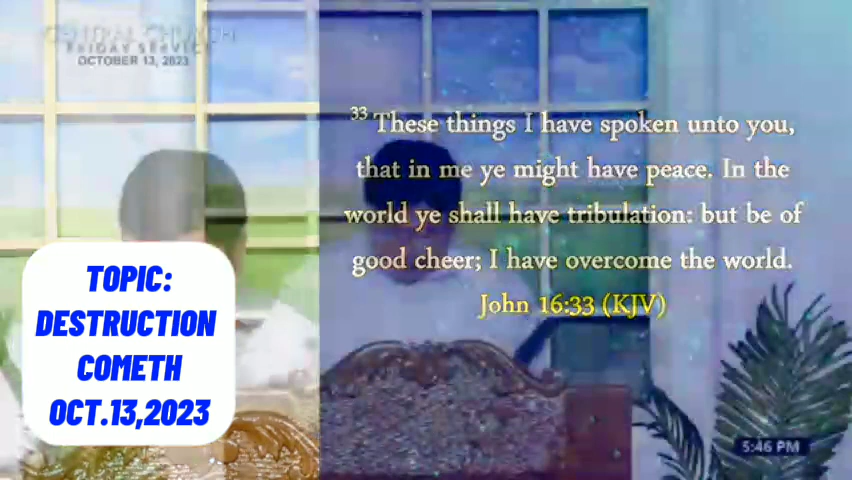 CENTRAL CHURCH
FRIDAY SERVICE
OCTOBER 13, 2023
33 These things I have spoken unto you,
that in me ye might have peace. In the
world ye shall have tribulation: but be of
good cheer; I have overcome the world.
John 16:33 (KJV)
TOPIC:
DESTRUCTION
COMETH
OCT.13,2023
5:46 PM